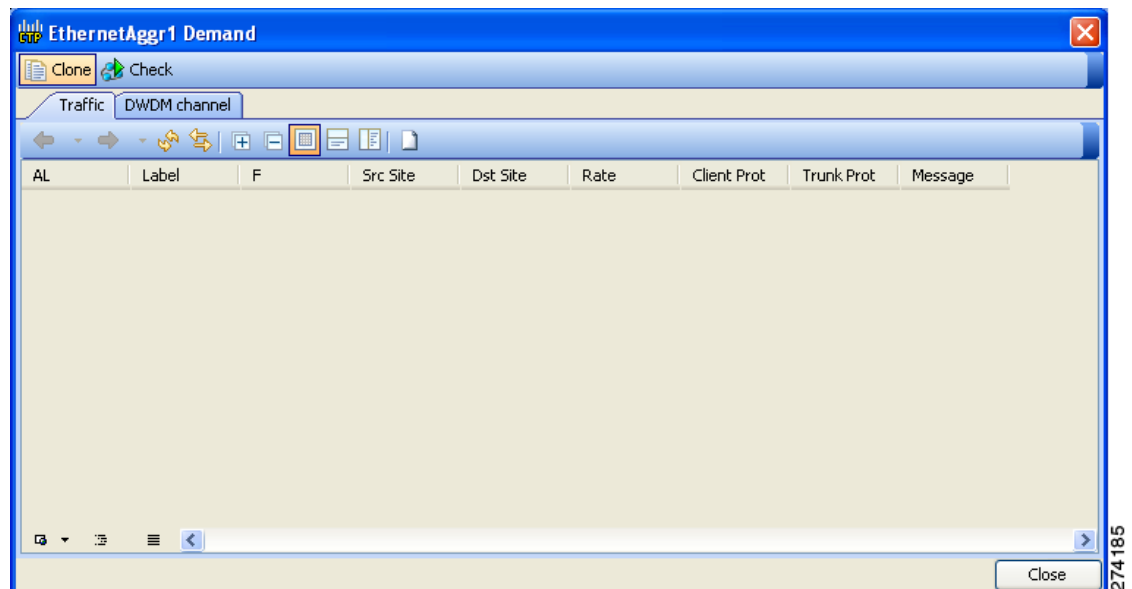 CTP EthernetAggr1 Demand
Clone Check
Traffic DWDM channel
AL Label F Src Site Dst Site Rate Client Prot Trunk Prot Message
Close
274185